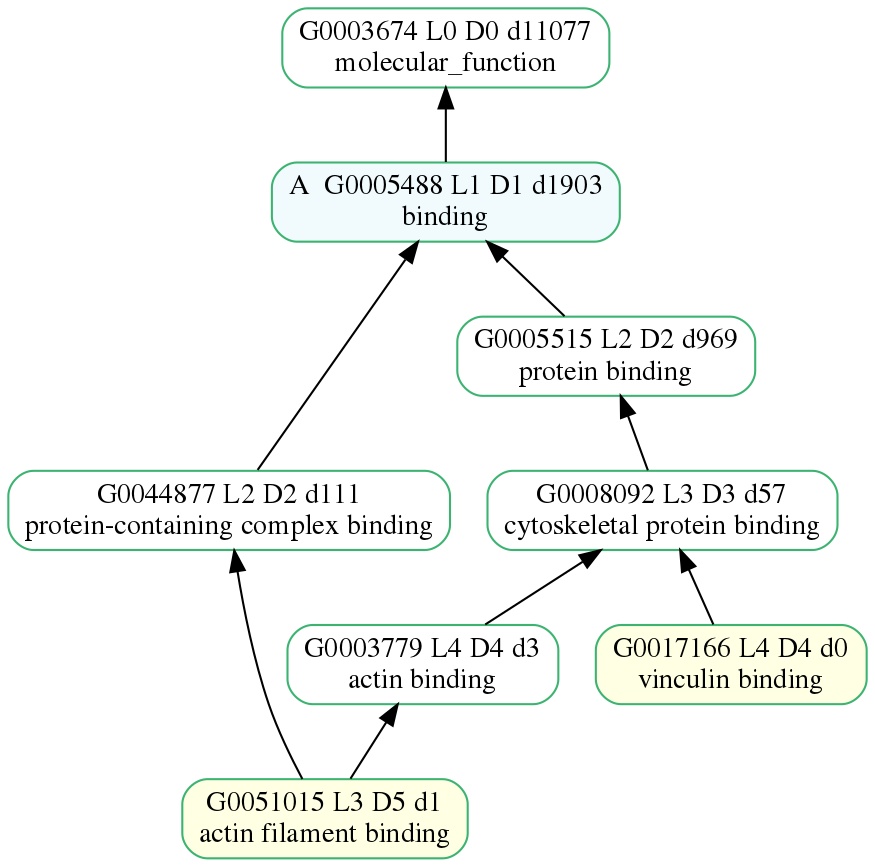 G0003674 L0 D0 d11077
molecular_function
A  G0005488 L1 D1 d1903
binding
G0005515 L2 D2 d969
protein binding
G0044877 L2 D2 d111
protein-containing complex binding
G0008092 L3 D3 d57
cytoskeletal protein binding
G0003779 L4 D4 d3
actin binding
G0017166 L4 D4 d0
vinculin binding
G0051015 L3 D5 d1
actin filament binding